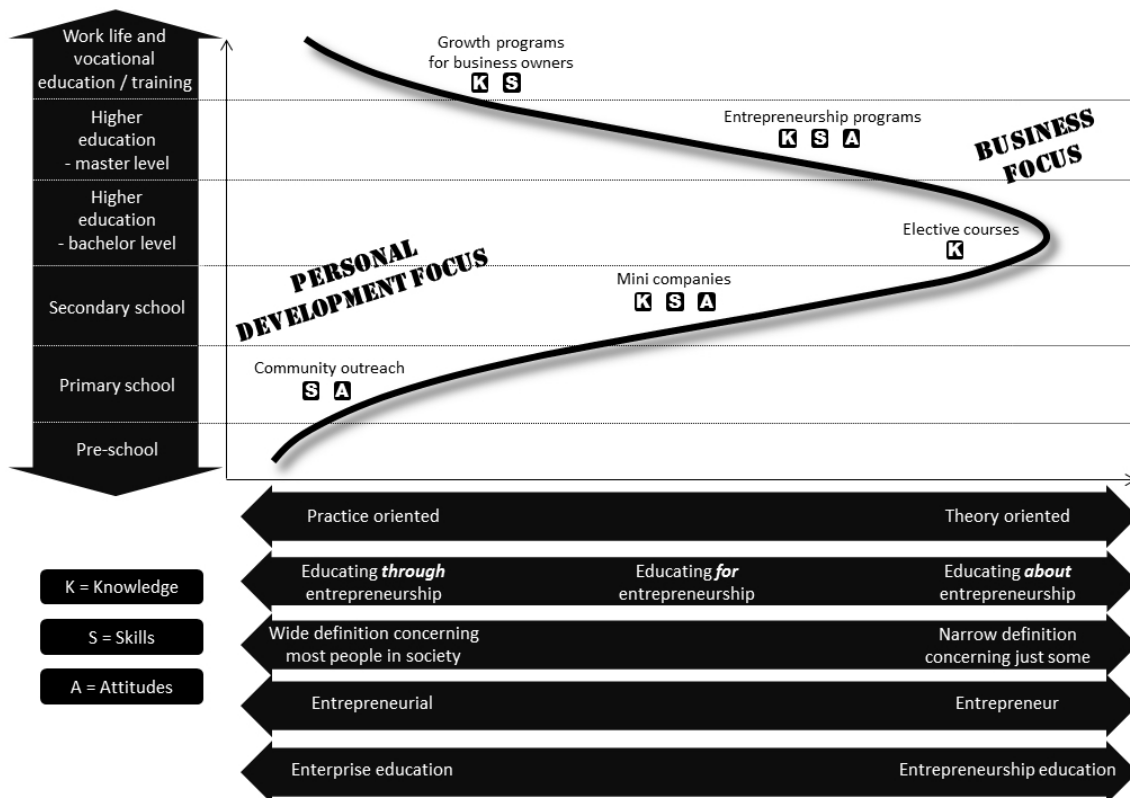 Work life and
vocational
education / training
Growth programs
for business owners
K S
Higher
education
- master level
Entrepreneurship programs
K S A
BUSINESS
FOCUS
Higher
education
- bachelor level
Elective courses
K
PERSONAL
DEVELOPMENT FOCUS
Secondary school
Mini companies
K S A
Primary school
Community outreach
S A
Pre-school
Practice oriented
Theory oriented
Educating through
entrepreneurship
Educating for
entrepreneurship
Educating about
entrepreneurship
Wide definition concerning
most people in society
Narrow definition
concerning just some
Entrepreneurial
Entrepreneur
Enterprise education
Entrepreneurship education
K = Knowledge
S = Skills
A = Attitudes